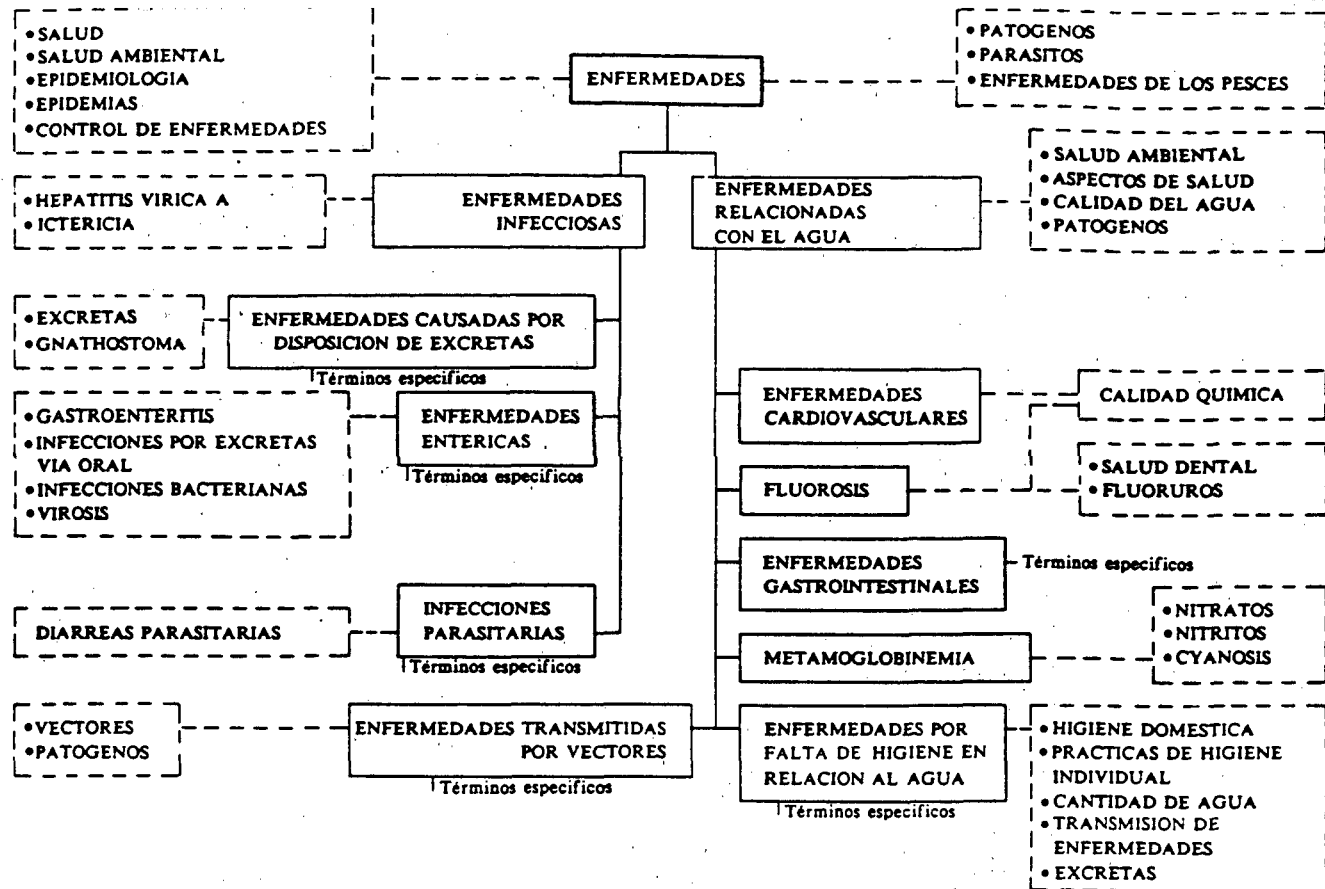 •SALUD
•SALUD AMBIENTAL
•EPIDEMIOLOGIA
•EPIDEMIAS
•CONTROL DE ENFERMEDADES
ENFERMEDADES
•PATOGENOS
•PARASITOS
•ENFERMEDADES DE LOS PESCES
•HEPATITIS VIRICA A
•ICTERICIA
ENFERMEDADES
INFECCIOSAS
ENFERMEDADES
RELACIONADAS
CON EL AGUA
•SALUD AMBIENTAL
•ASPECTOS DE SALUD
•CALIDAD DEL AGUA
•PATOGENOS
•EXCRETAS
•GNATHOSTOMA
ENFERMEDADES CAUSADAS POR
DISPOSICION DE EXCRETAS
Términos especificos
•GASTROENTERITIS
•INFECCIONES POR EXCRETAS
VIA ORAL
•INFECCIONES BACTERIANAS
•VIROSIS
ENFERMEDADES
ENTERICAS
Términos especificos
DIARREAS PARASITARIAS
INFECCIONES
PARASITARIAS
Términos especificos
•VECTORES
•PATOGENOS
ENFERMEDADES TRANSMITIDAS
POR VECTORES
Términos especificos
ENFERMEDADES
CARDIOVASCULARES
CALIDAD QUIMICA
FLUOROSIS
•SALUD DENTAL
•FLUORUROS
ENFERMEDADES
GASTROINTESTINALES
Términos especificos
METAMOGLOBINEMIA
•NITRATOS
•NITRITOS
•CYANOSIS
ENFERMEDADES POR
FALTA DE HIGIENE EN
RELACION AL AGUA
Términos especificos
•HIGIENE DOMESTICA
•PRACTICAS DE HIGIENE
INDIVIDUAL
•CANTIDAD DE AGUA
•TRANSMISION DE
ENFERMEDADES
•EXCRETAS